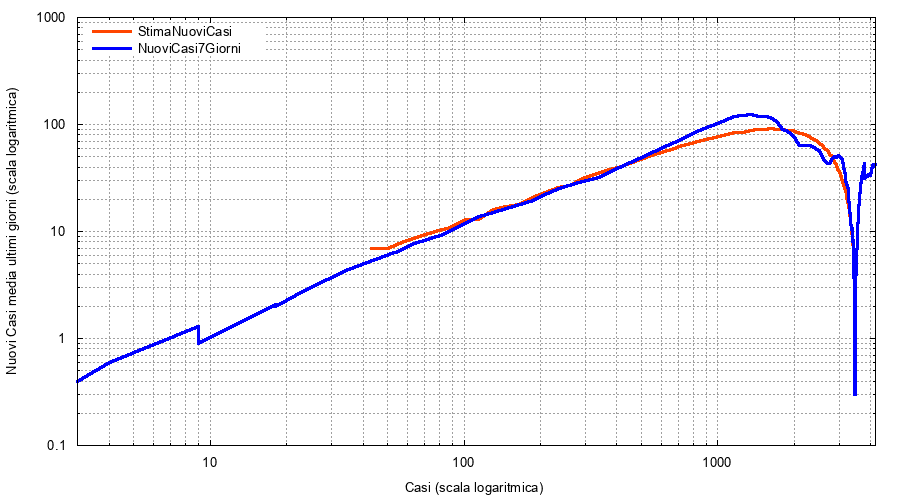 1000
100
10
1
0.1
10
100
1000
StimaNuoviCasi
NuoviCasi7Giorni
Nuovi Casi media ultimi giorni (scala logaritmica)
Casi (scala logaritmica)